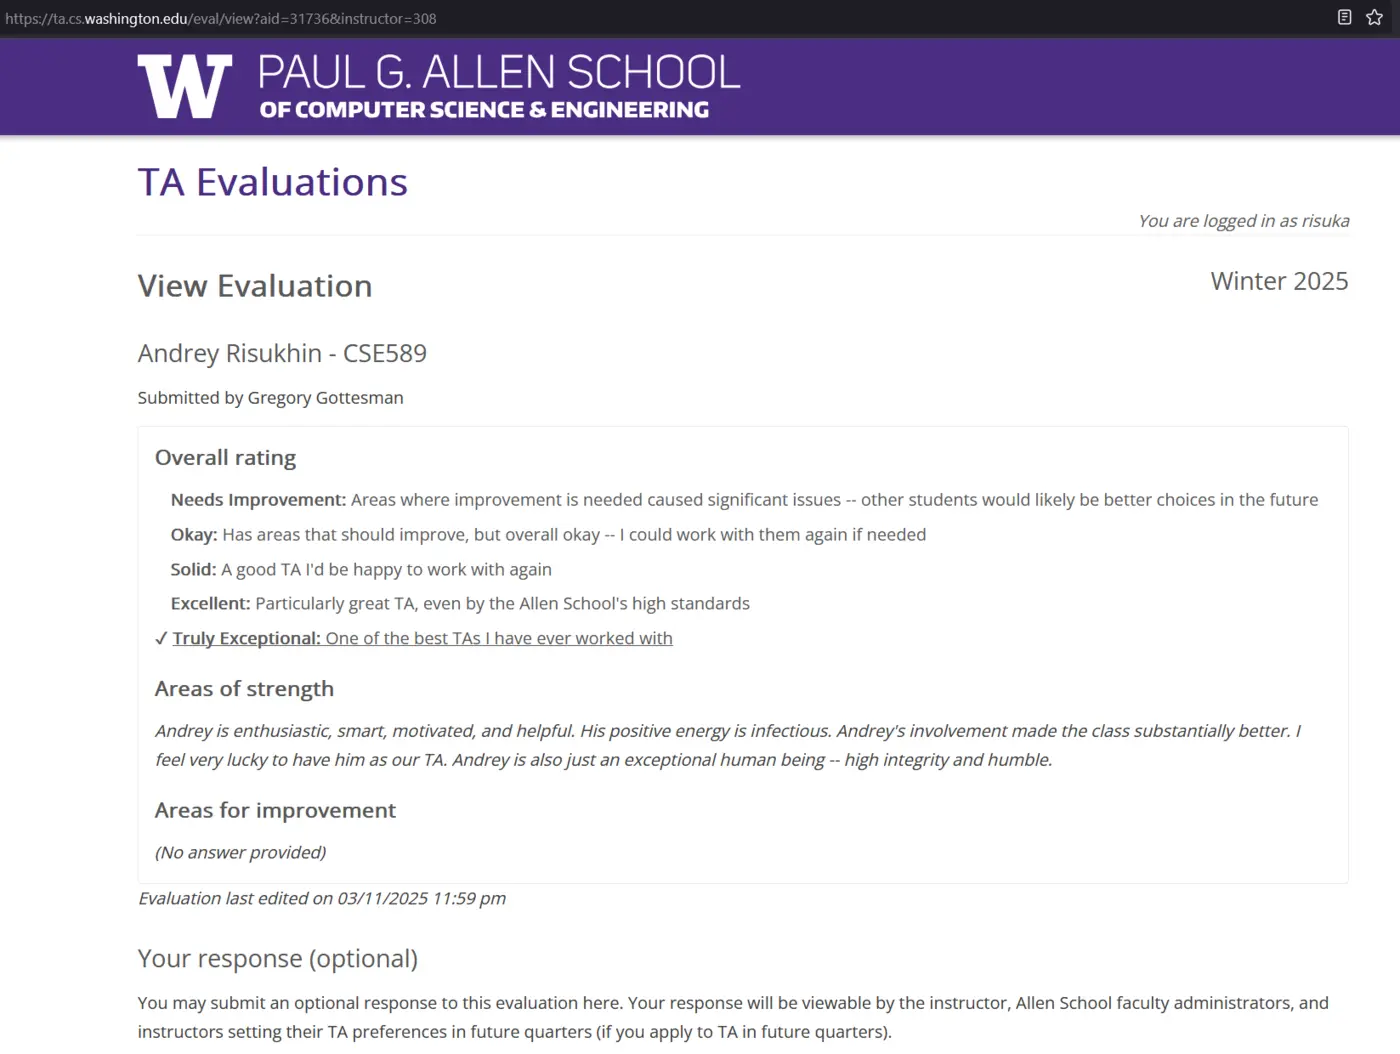 https://ta.cs.washington.edu/eval/view?aid=31736&instructor=308
W PAUL G. ALLEN SCHOOL
OF COMPUTER SCIENCE & ENGINEERING
TA Evaluations
You are logged in as risuka
View Evaluation
Winter 2025
Andrey Risukhin - CSE589
Submitted by Gregory Gottesman
Overall rating
Needs Improvement: Areas where improvement is needed caused significant issues -- other students would likely be better choices in the future
Okay: Has areas that should improve, but overall okay -- I could work with them again if needed
Solid: A good TA I'd be happy to work with again
Excellent: Particularly great TA, even by the Allen School's high standards
✓ Truly Exceptional: One of the best TAs I have ever worked with
Areas of strength
Andrey is enthusiastic, smart, motivated, and helpful. His positive energy is infectious. Andrey's involvement made the class substantially better. I
feel very lucky to have him as our TA. Andrey is also just an exceptional human being -- high integrity and humble.
Areas for improvement
(No answer provided)
Evaluation last edited on 03/11/2025 11:59 pm
Your response (optional)
You may submit an optional response to this evaluation here. Your response will be viewable by the instructor, Allen School faculty administrators, and
instructors setting their TA preferences in future quarters (if you apply to TA in future quarters).